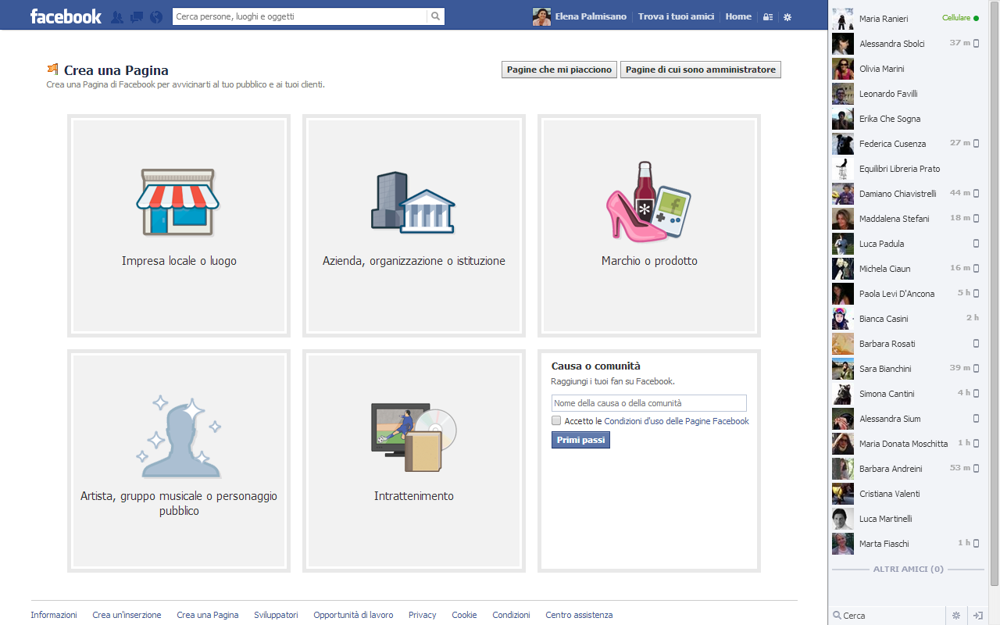 facebook
Cerca persone, luoghi e oggetti
Elena Palmisano
Trova i tuoi amici
Home
Crea una Pagina
Crea una Pagina di Facebook per avvicinarti al tuo pubblico e ai tuoi clienti.
Pagine che mi piacciono
Pagine di cui sono amministratore
Impresa locale o luogo
Azienda, organizzazione o istituzione
Marchio o prodotto
Artista, gruppo musicale o personaggio
pubblico
Intrattenimento
Causa o comunità
Raggiungi i tuoi fan su Facebook.
Nome della causa o della comunità
Accetto le Condizioni d'uso delle Pagine Facebook
Primi passi
Informazioni
Crea un'inserzione
Crea una Pagina
Sviluppatori
Opportunità di lavoro
Privacy
Cookie
Condizioni
Centro assistenza
Maria Ranieri Cellulare
Alessandra Sbolci 37 m
Olivia Marini
Leonardo Favilli
Erika Che Sogna
Federica Cusenza 27 m
Equilibri Libreria Prato
Damiano Chiavistrelli 44 m
Maddalena Stefani 18 m
Luca Padula
Michela Ciaun 16 m
Paola Levi D'Ancona 5 h
Bianca Casini 2 h
Barbara Rosati
Sara Bianchini 39 m
Simona Cantini 4 h
Alessandra Sium
Maria Donata Moschitta 1 h
Barbara Andreini 53 m
Cristiana Valenti
Luca Martinelli
Marta Fiaschi 1 h
ALTRI AMICI (0)
Cerca